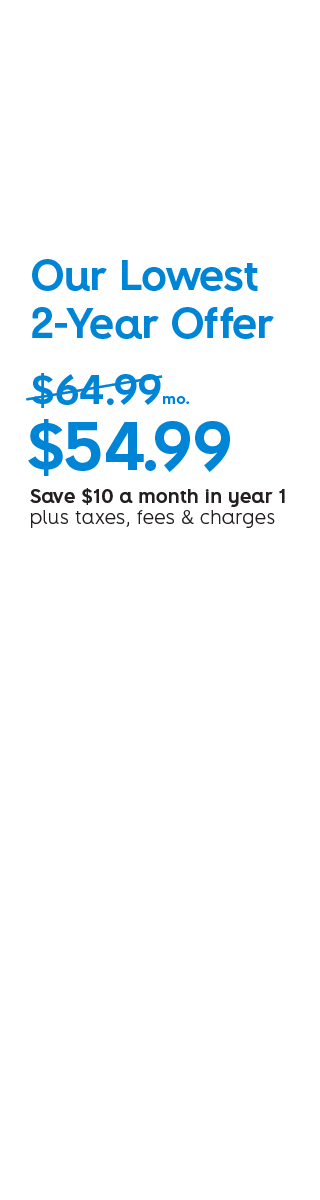 Our Lowest
2-Year Offer
$64.99mo.
$54.99
Save $10 a month in year 1
plus taxes, fees & charges